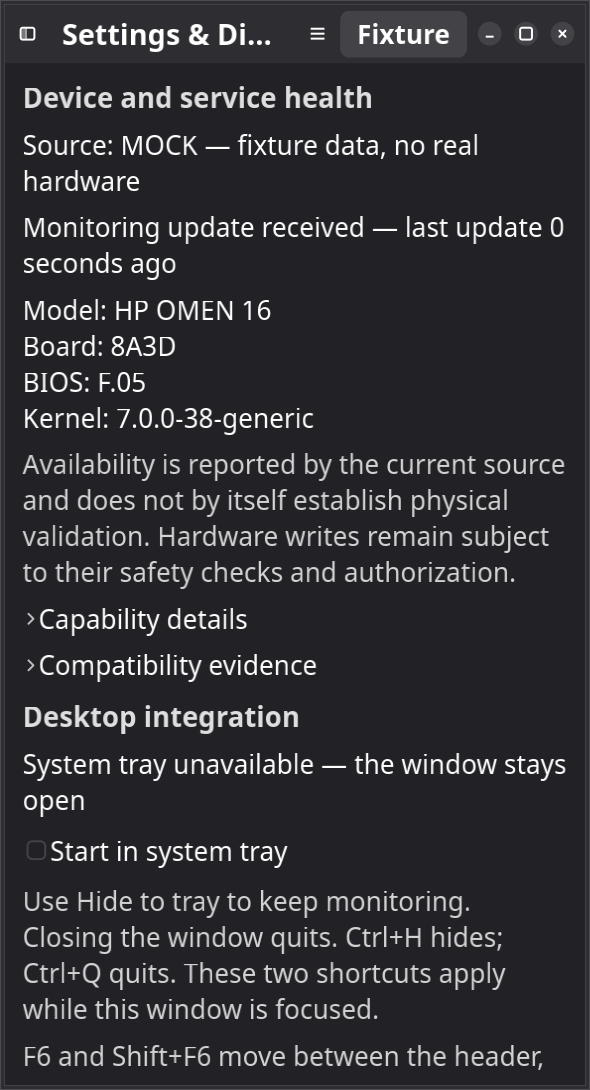 Settings & Di...
Fixture
Device and service health
Source: MOCK — fixture data, no real
hardware
Monitoring update received — last update 0
seconds ago
Model: HP OMEN 16
Board: 8A3D
BIOS: F.05
Kernel: 7.0.0-38-generic
Availability is reported by the current source
and does not by itself establish physical
validation. Hardware writes remain subject
to their safety checks and authorization.
Capability details
Compatibility evidence
Desktop integration
System tray unavailable — the window stays
open
Start in system tray
Use Hide to tray to keep monitoring.
Closing the window quits. Ctrl+H hides;
Ctrl+Q quits. These two shortcuts apply
while this window is focused.
F6 and Shift+F6 move between the header,